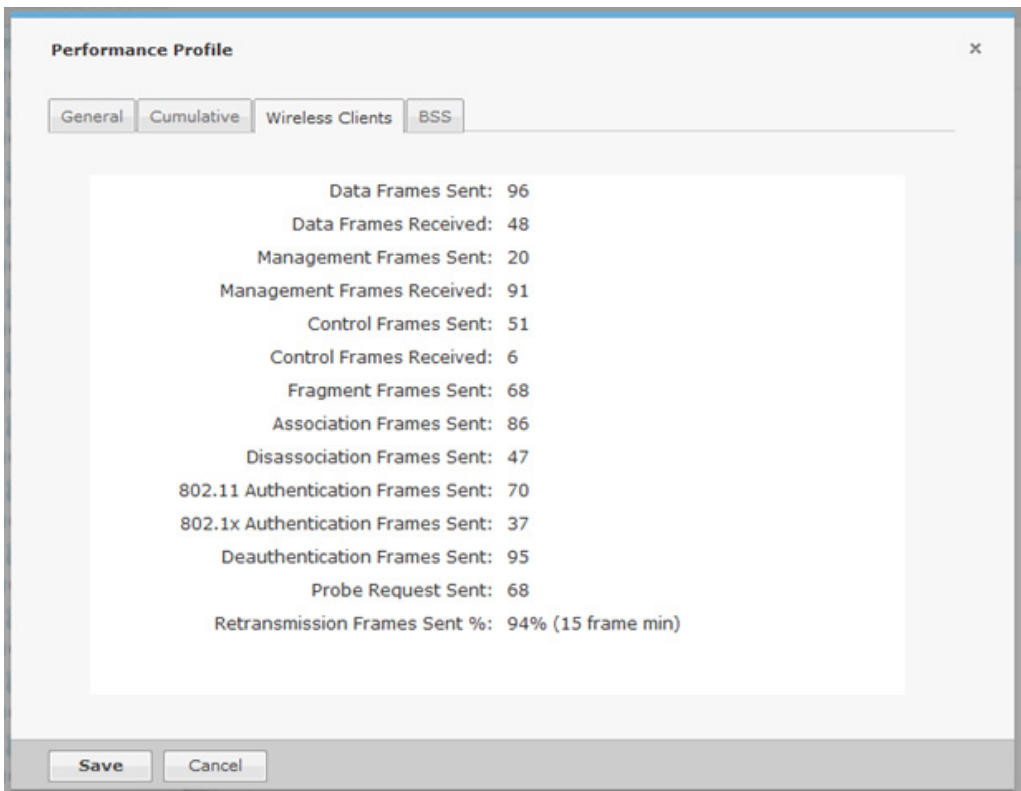 Performance Profile ×
General Cumulative Wireless Clients BSS
Data Frames Sent: 96
Data Frames Received: 48
Management Frames Sent: 20
Management Frames Received: 91
Control Frames Sent: 51
Control Frames Received: 6
Fragment Frames Sent: 68
Association Frames Sent: 86
Disassociation Frames Sent: 47
802.11 Authentication Frames Sent: 70
802.1x Authentication Frames Sent: 37
Deauthentication Frames Sent: 95
Probe Request Sent: 68
Retransmission Frames Sent %: 94% (15 frame min)
Save Cancel